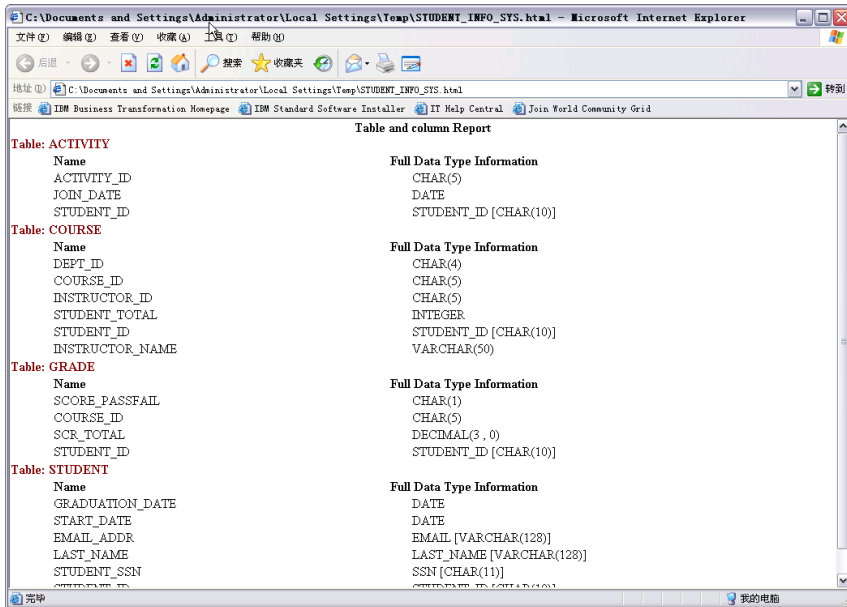 C:\Documents and Settings\Administrator\Local Settings\Temp\STUDENT_INFO_SYS.html - Microsoft Internet Explorer
文件(F) 编辑(E) 查看(V) 收藏(A) 工具(T) 帮助(H)
后退 搜索 收藏夹
地址(D) C:\Documents and Settings\Administrator\Local Settings\Temp\STUDENT_INFO_SYS.html 转到
链接 IBM Business Transformation Homepage IBM Standard Software Installer IT Help Central Join World Community Grid
Table and column Report
Table: ACTIVITY
Name Full Data Type Information
ACTIVITY_ID CHAR(5)
JOIN_DATE DATE
STUDENT_ID STUDENT_ID [CHAR(10)]
Table: COURSE
Name Full Data Type Information
DEPT_ID CHAR(4)
COURSE_ID CHAR(5)
INSTRUCTOR_ID CHAR(5)
STUDENT_TOTAL INTEGER
STUDENT_ID STUDENT_ID [CHAR(10)]
INSTRUCTOR_NAME VARCHAR(50)
Table: GRADE
Name Full Data Type Information
SCORE_PASSFAIL CHAR(1)
COURSE_ID CHAR(5)
SCR_TOTAL DECIMAL(3 , 0)
STUDENT_ID STUDENT_ID [CHAR(10)]
Table: STUDENT
Name Full Data Type Information
GRADUATION_DATE DATE
START_DATE DATE
EMAIL_ADDR EMAIL [VARCHAR(128)]
LAST_NAME LAST_NAME [VARCHAR(128)]
STUDENT_SSN SSN [CHAR(11)]
STUDENT_ID STUDENT_ID [CHAR(10)]
完毕 我的电脑